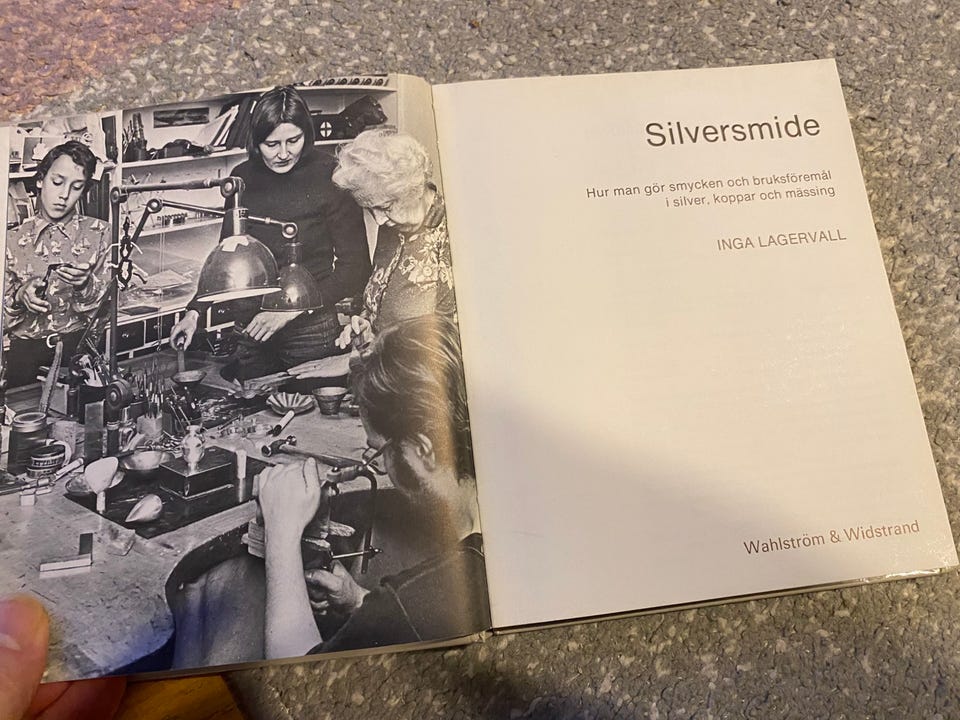 Silversmide
Hur man gör smycken och bruksföremål
i silver, koppar och mässing
INGA LAGERVALL
Wahlström & Widstrand